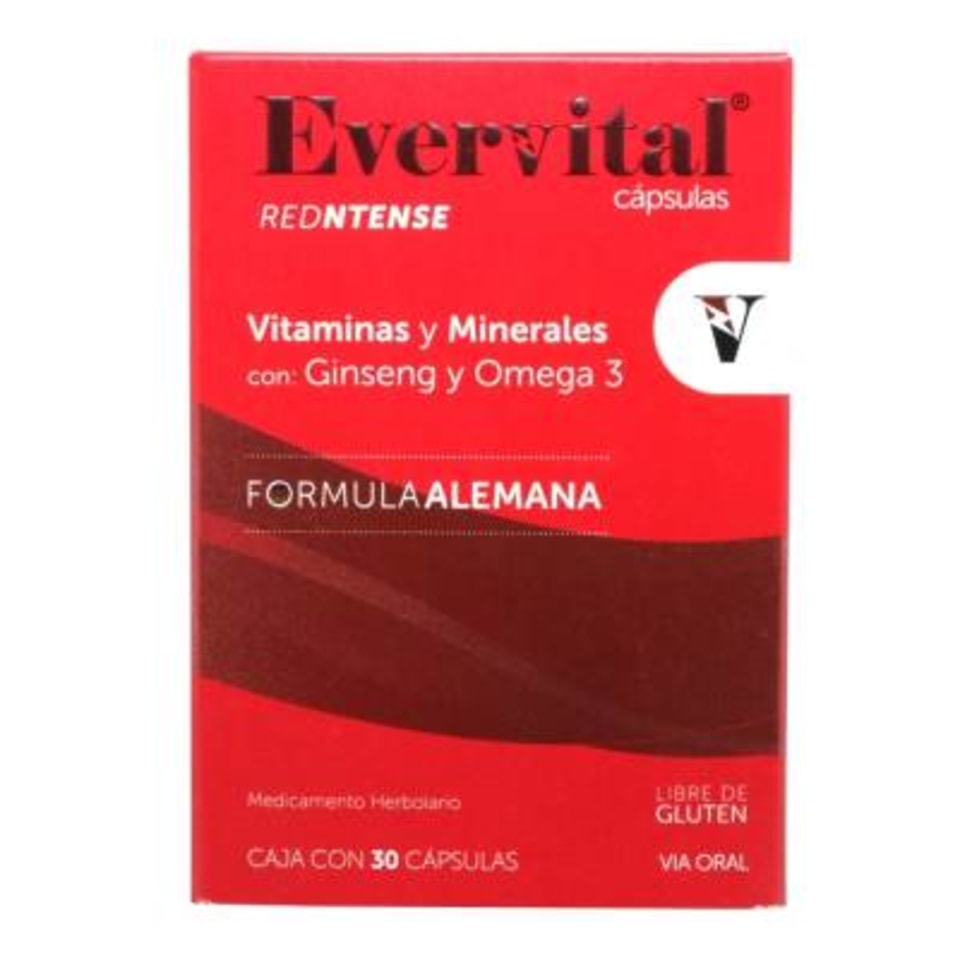 Evervital®
cápsulas
REDNTENSE
Vitaminas y Minerales
con: Ginseng y Omega 3
V
FORMULA ALEMANA
Medicamento Herbolario
LIBRE DE
GLUTEN
CAJA CON 30 CÁPSULAS
VIA ORAL